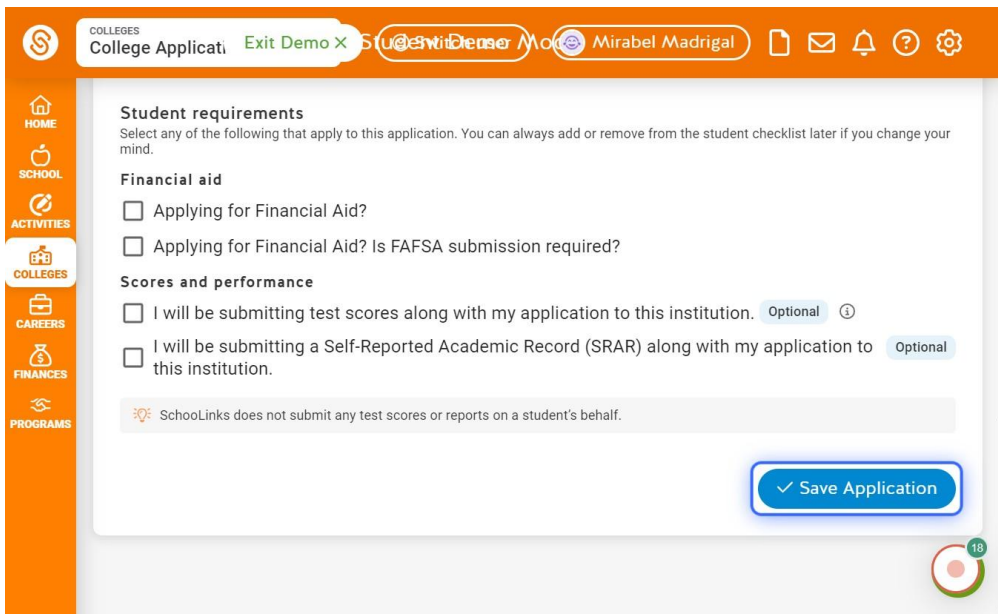 COLLEGES
College Applicati
Exit Demo ×
Student Demo Mo
Switch user
Mirabel Madrigal
HOME
SCHOOL
ACTIVITIES
COLLEGES
CAREERS
FINANCES
PROGRAMS
Student requirements
Select any of the following that apply to this application. You can always add or remove from the student checklist later if you change your
mind.
Financial aid
Applying for Financial Aid?
Applying for Financial Aid? Is FAFSA submission required?
Scores and performance
I will be submitting test scores along with my application to this institution. Optional
I will be submitting a Self-Reported Academic Record (SRAR) along with my application to Optional
this institution.
SchooLinks does not submit any test scores or reports on a student's behalf.
Save Application
18